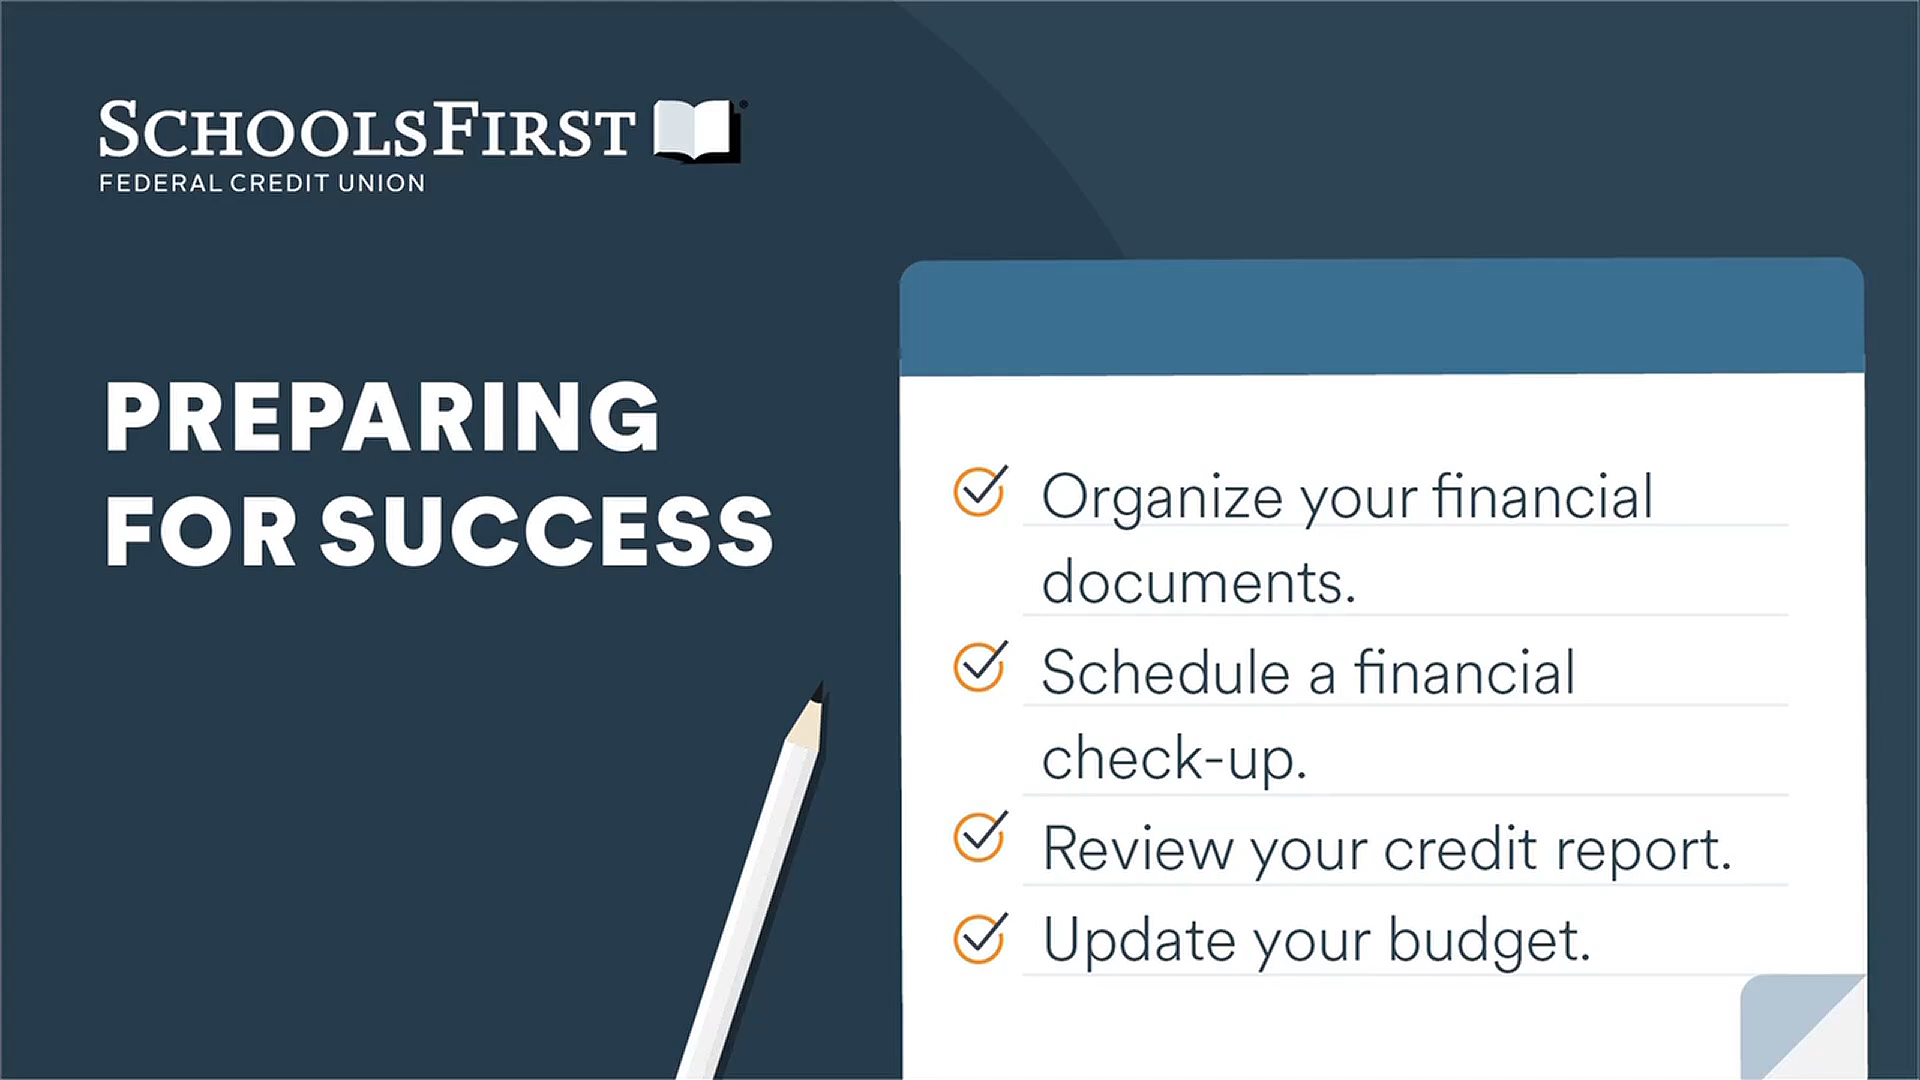 SCHOOLSFIRST
FEDERAL CREDIT UNION
PREPARING
FOR SUCCESS
Organize your financial
documents.
Schedule a financial
check-up.
Review your credit report.
Update your budget.